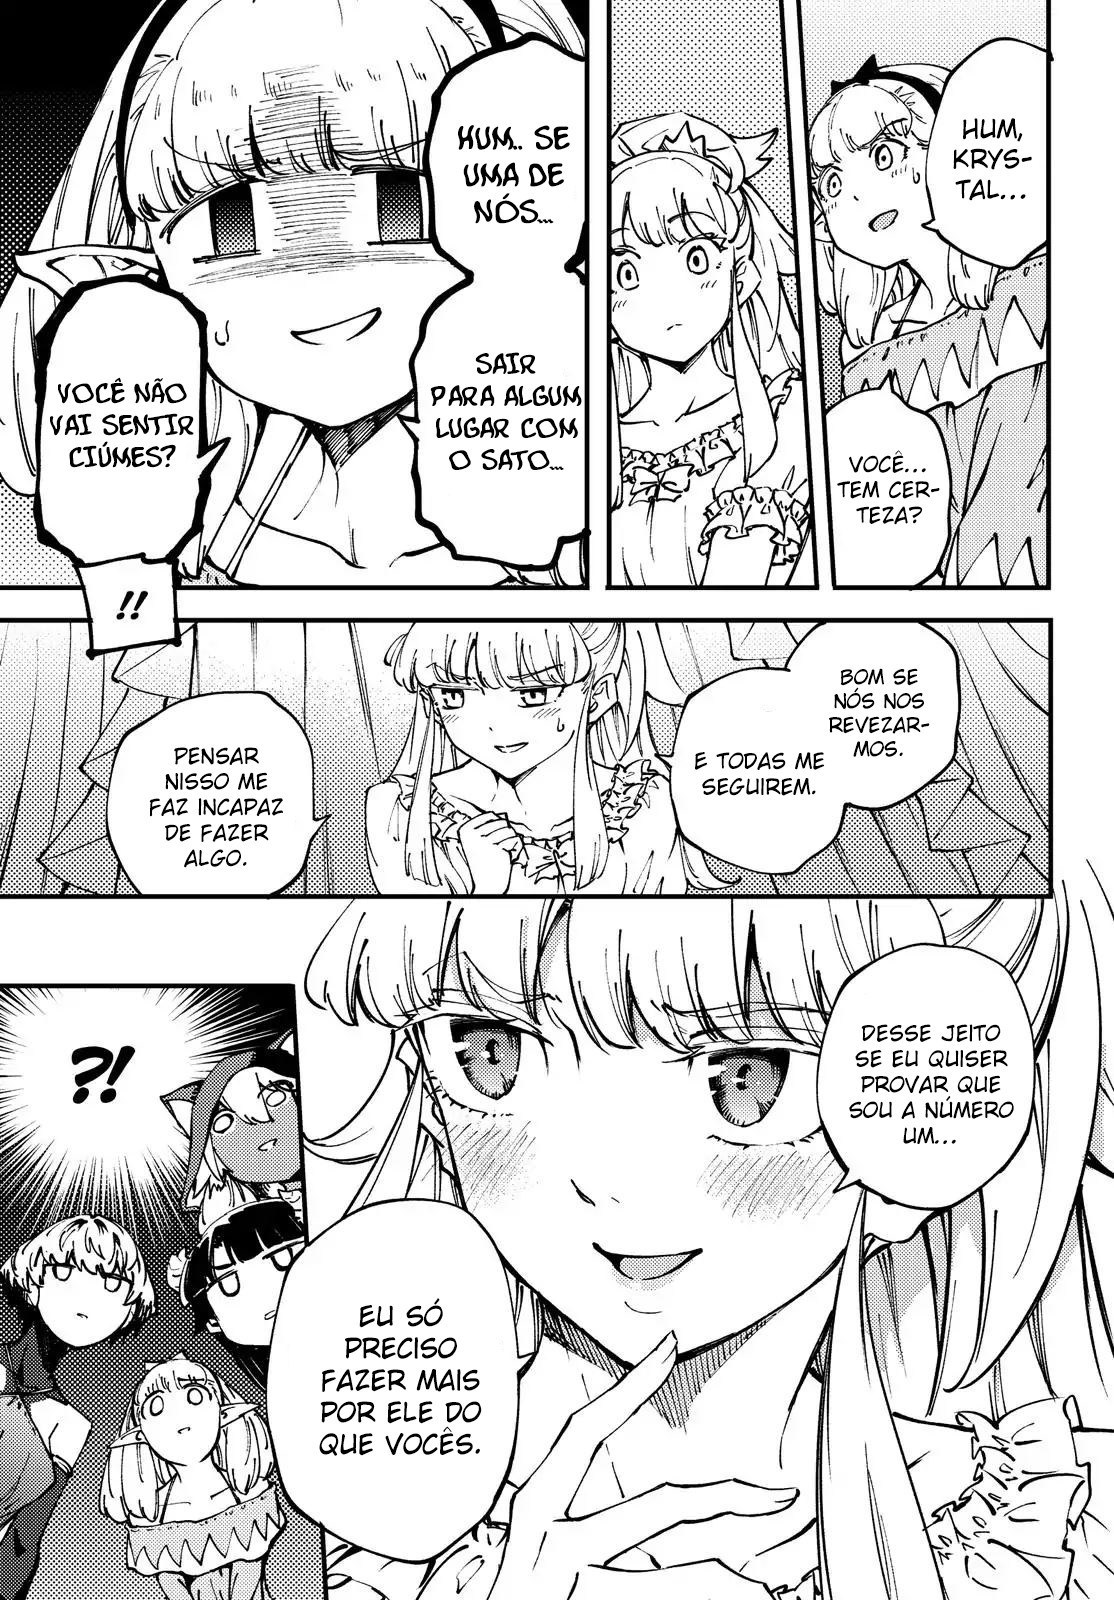 HUM,
KRYS-
TAL...
VOCÊ...
TEM CER-
TEZA?
HUM.. SE
UMA DE
NÓS...
SAIR
PARA ALGUM
LUGAR COM
O SATO...
VOCÊ NÃO
VAI SENTIR
CIÚMES?
!!
BOM SE
NÓS NOS
REVEZAR-
MOS.
E TODAS ME
SEGUIREM.
PENSAR
NISSO ME
FAZ INCAPAZ
DE FAZER
ALGO.
DESSE JEITO
SE EU QUISER
PROVAR QUE
SOU A NÚMERO
UM...
EU SÓ
PRECISO
FAZER MAIS
POR ELE DO
QUE VOCÊS.
?!